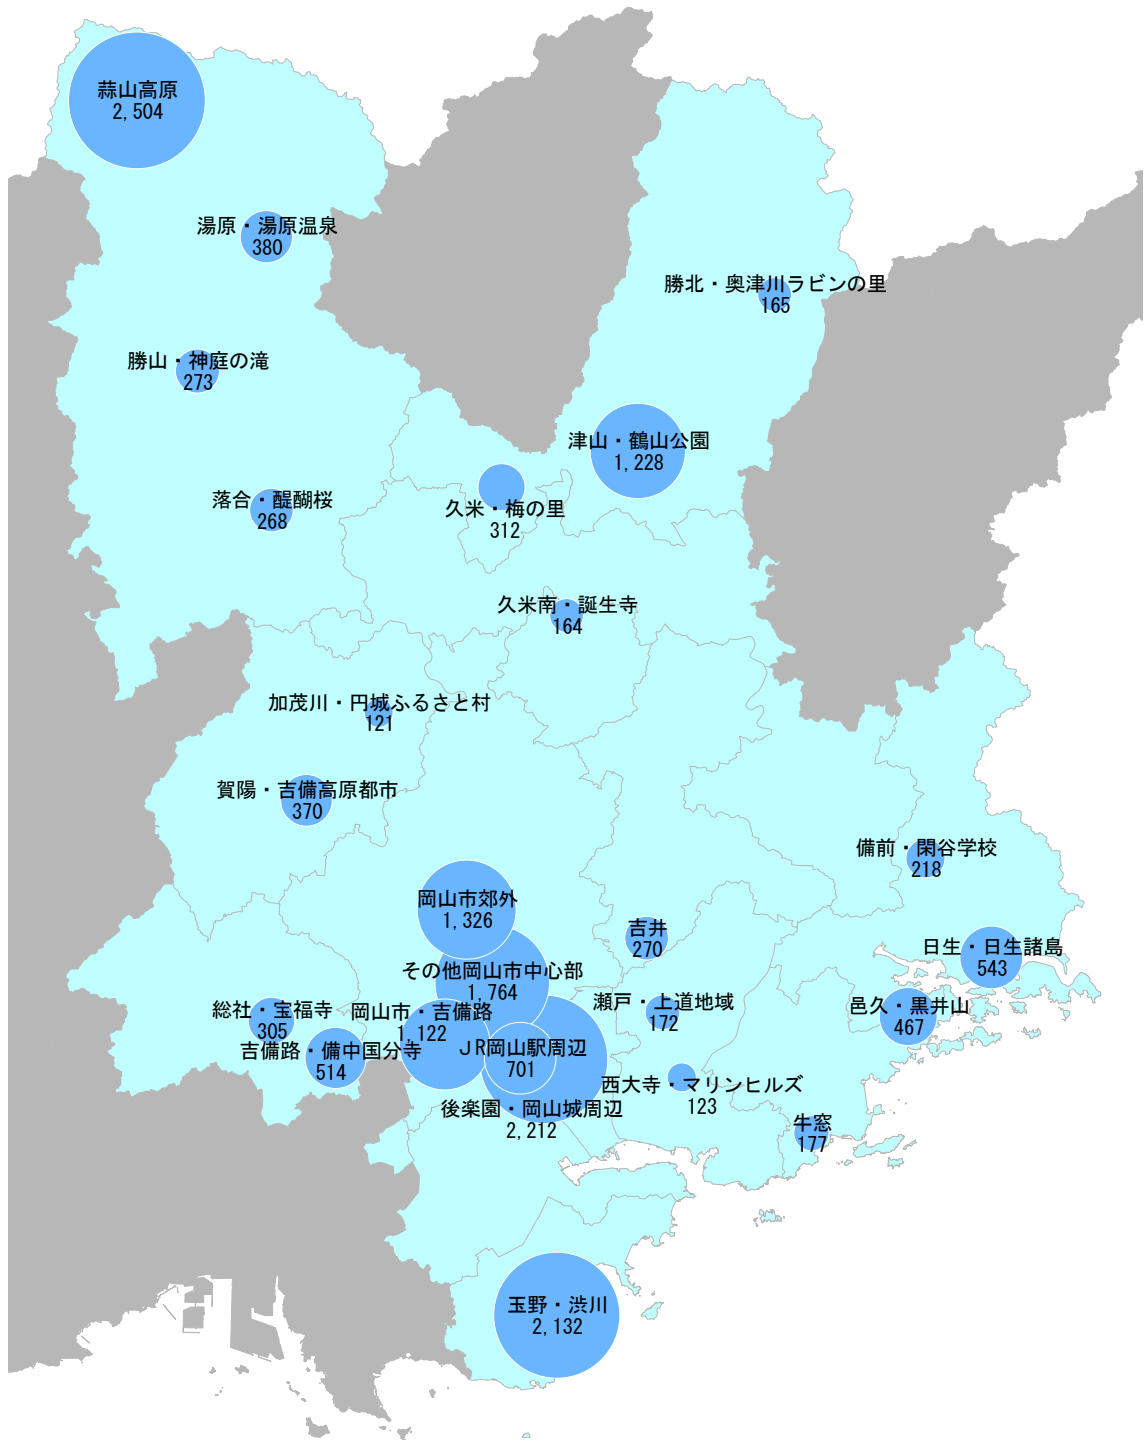 蒜山高原
2,504
湯原・湯原温泉
380
勝北・奥津川ラビンの里
165
勝山・神庭の滝
273
津山・鶴山公園
1,228
落合・醍醐桜
268
久米・梅の里
312
久米南・誕生寺
164
加茂川・円城ふるさと村
121
賀陽・吉備高原都市
370
備前・閑谷学校
218
岡山市郊外
1,326
吉井
270
日生・日生諸島
543
その他岡山市中心部
1,764
瀬戸・上道地域
172
邑久・黒井山
467
総社・宝福寺
305
岡山市・吉備路
1,122
吉備路・備中国分寺
514
JR岡山駅周辺
701
西大寺・マリンヒルズ
123
後楽園・岡山城周辺
2,212
牛窓
177
玉野・渋川
2,132